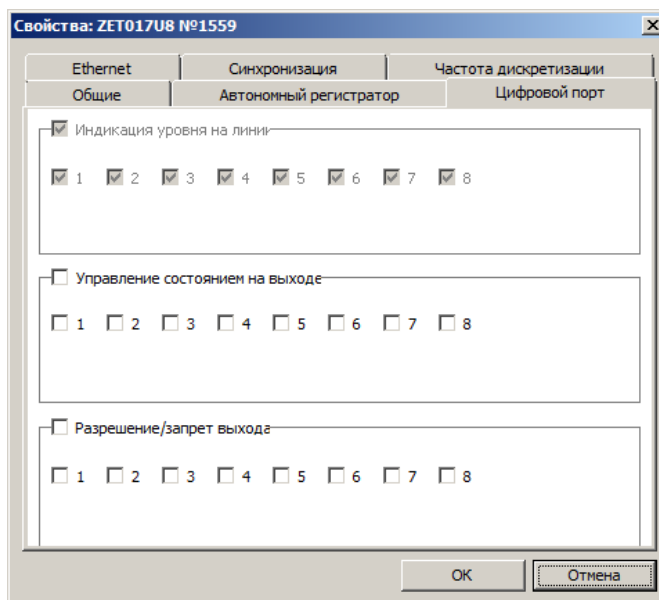 Свойства: ZET017U8 №1559
Ethernet Синхронизация Частота дискретизации
Общие Автономный регистратор Цифровой порт
Индикация уровня на линии
1 2 3 4 5 6 7 8
Управление состоянием на выходе
1 2 3 4 5 6 7 8
Разрешение/запрет выхода
1 2 3 4 5 6 7 8
OK Отмена